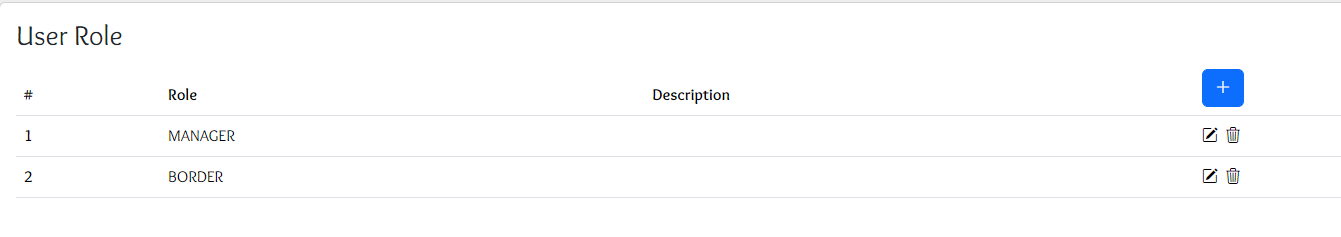 User Role
# Role Description +
1 MANAGER
2 BORDER